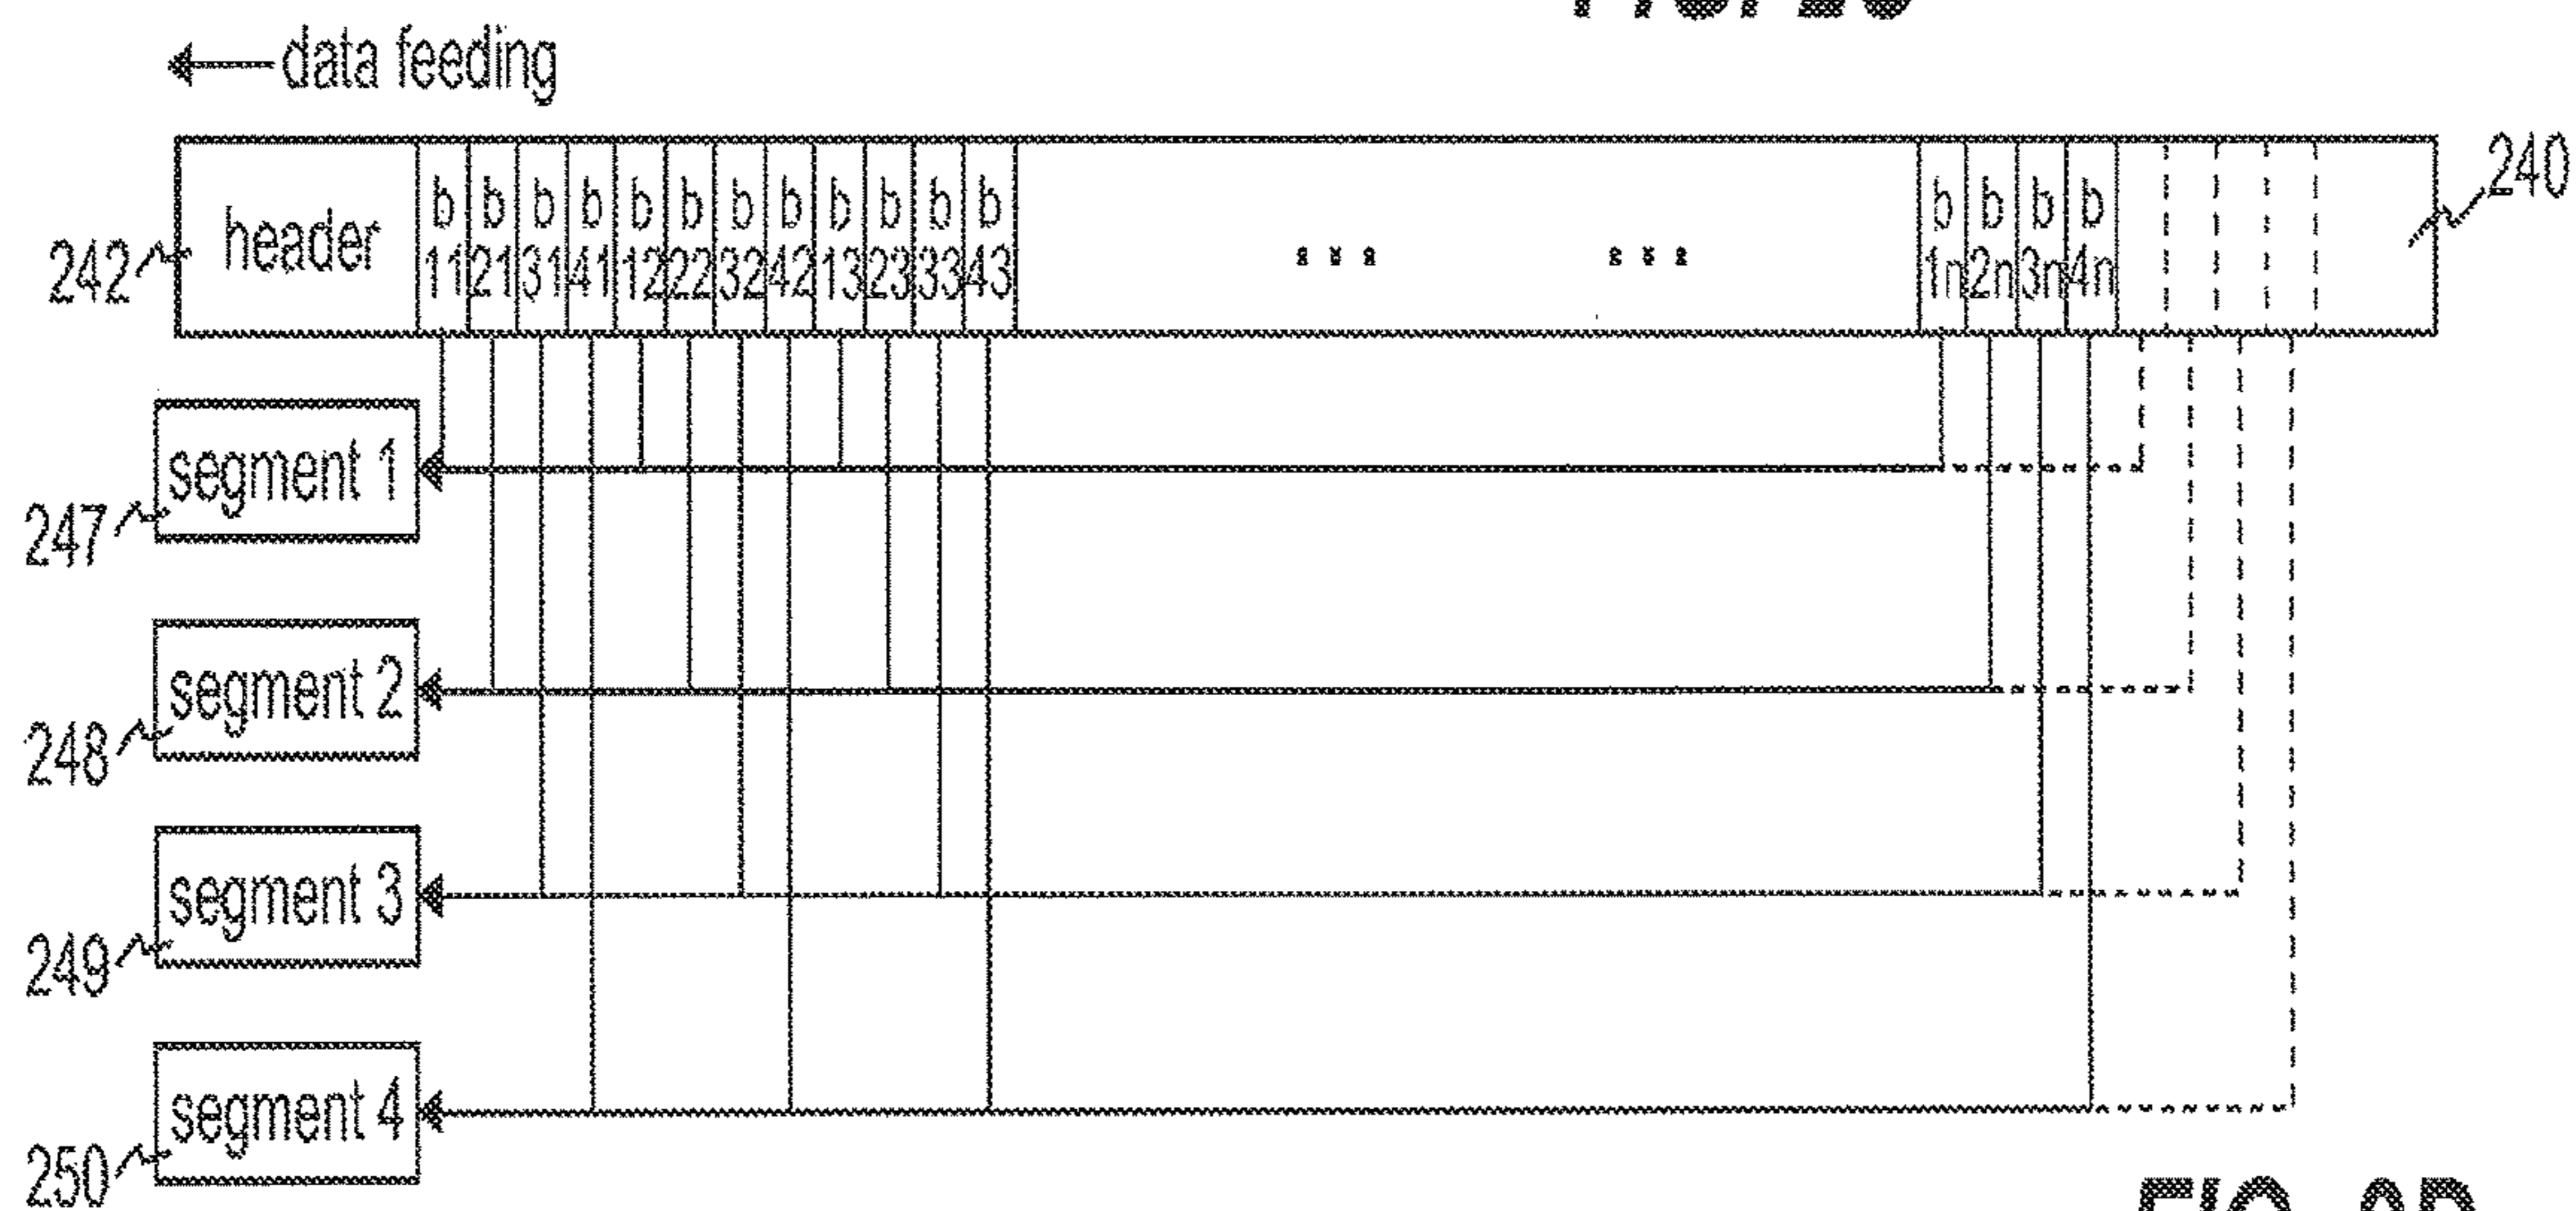 data feeding
240
242
header
b b b b b b b b b b b b
11 21 31 41 12 22 32 42 13 23 33 43
... ...
b b b b
1n 2n 3n 4n
segment 1
247
segment 2
248
segment 3
249
segment 4
250